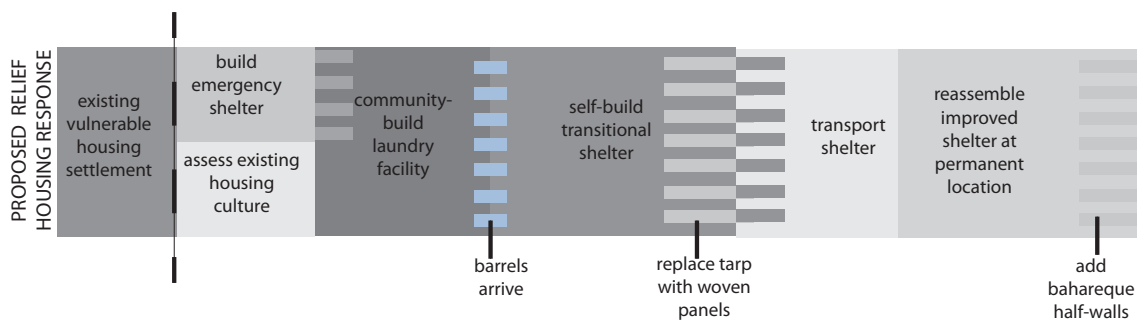 PROPOSED RELIEF
HOUSING RESPONSE
existing
vulnerable
housing
settlement
build
emergency
shelter
assess existing
housing
culture
community-
build
laundry
facility
barrels
arrive
self-build
transitional
shelter
replace tarp
with woven
panels
transport
shelter
reassemble
improved
shelter at
permanent
location
add
bahareque
half-walls